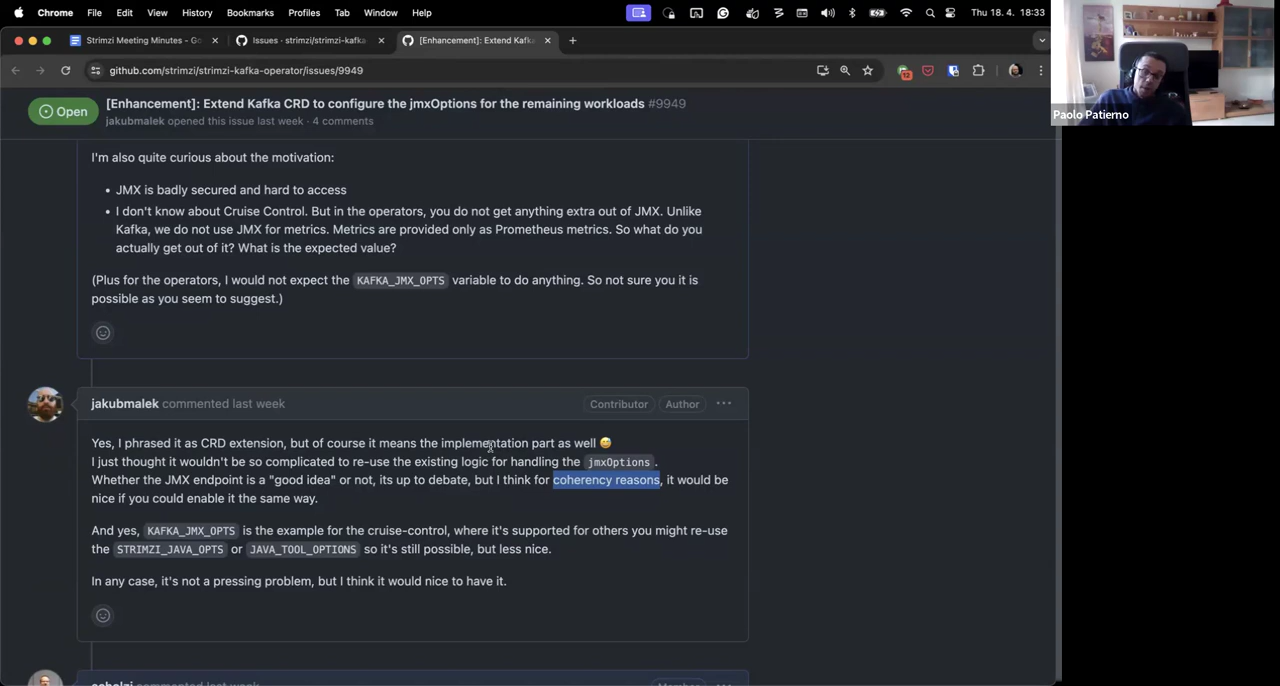 Chrome File Edit View History Bookmarks Profiles Tab Window Help Thu 18. 4. 18:33
Strimzi Meeting Minutes - Go
Issues · strimzi/strimzi-kafka
[Enhancement]: Extend Kafka
github.com/strimzi/strimzi-kafka-operator/issues/9949
12
Paolo Patierno
Open
[Enhancement]: Extend Kafka CRD to configure the jmxOptions for the remaining workloads #9949
jakubmalek opened this issue last week · 4 comments
I'm also quite curious about the motivation:
• JMX is badly secured and hard to access
• I don't know about Cruise Control. But in the operators, you do not get anything extra out of JMX. Unlike
Kafka, we do not use JMX for metrics. Metrics are provided only as Prometheus metrics. So what do you
actually get out of it? What is the expected value?
(Plus for the operators, I would not expect the KAFKA_JMX_OPTS variable to do anything. So not sure you it is
possible as you seem to suggest.)
jakubmalek commented last week
Contributor Author
Yes, I phrased it as CRD extension, but of course it means the implementation part as well 😅
I just thought it wouldn't be so complicated to re-use the existing logic for handling the jmxOptions.
Whether the JMX endpoint is a "good idea" or not, its up to debate, but I think for coherency reasons, it would be
nice if you could enable it the same way.
And yes, KAFKA_JMX_OPTS is the example for the cruise-control, where it's supported for others you might re-use
the STRIMZI_JAVA_OPTS or JAVA_TOOL_OPTIONS so it's still possible, but less nice.
In any case, it's not a pressing problem, but I think it would nice to have it.